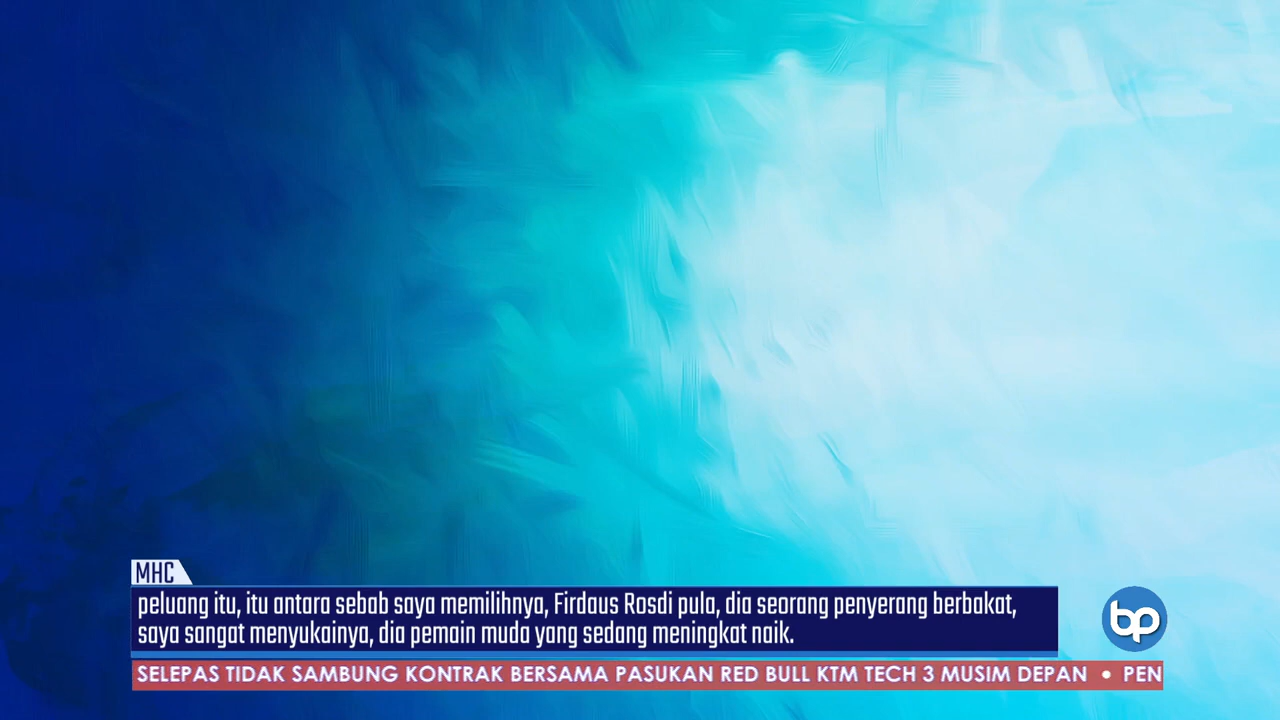 MHC
peluang itu, itu antara sebab saya memilihnya, Firdaus Rosdi pula, dia seorang penyerang berbakat,
saya sangat menyukainya, dia pemain muda yang sedang meningkat naik.
bp
SELEPAS TIDAK SAMBUNG KONTRAK BERSAMA PASUKAN RED BULL KTM TECH 3 MUSIM DEPAN • PEN